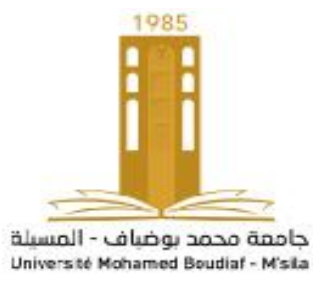 1985
جامعة محمد بوضياف - المسيلة
Université Mohamed Boudiaf - M'sila